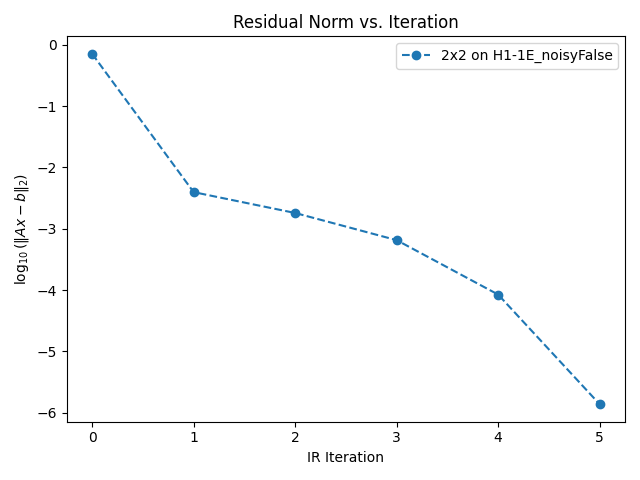 Residual Norm vs. Iteration
2x2 on H1-1E_noisyFalse
0
−1
−2
−3
−4
−5
−6
log₁₀(‖Ax − b‖₂)
0 1 2 3 4 5
IR Iteration